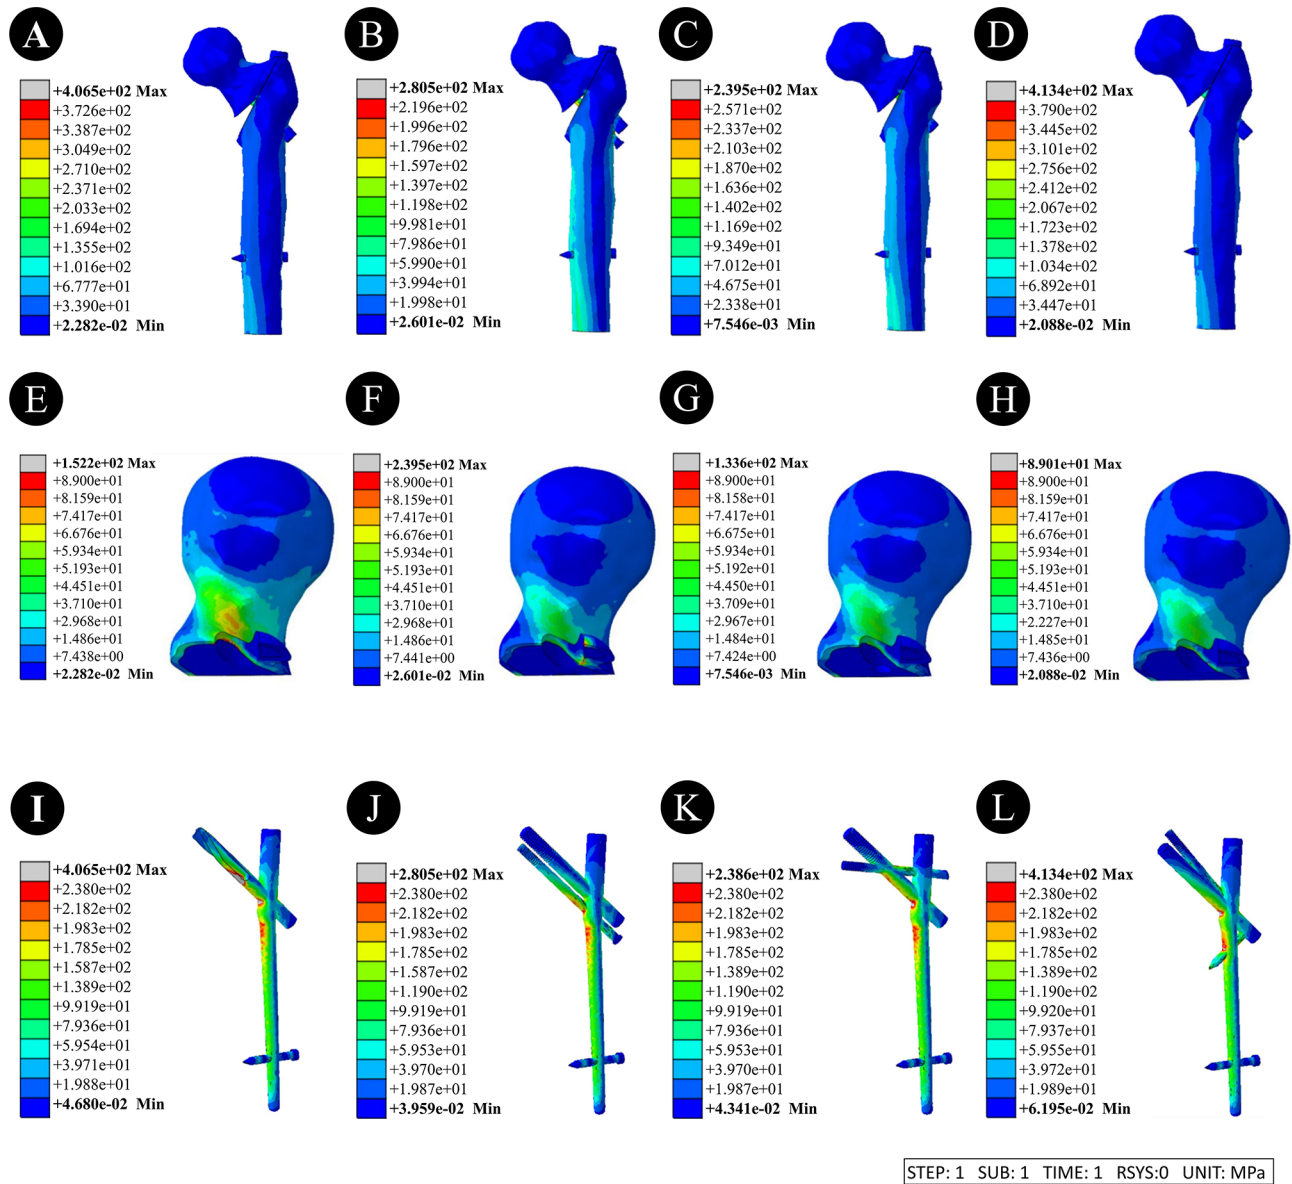 A
+4.065e+02 Max
+3.726e+02
+3.387e+02
+3.049e+02
+2.710e+02
+2.371e+02
+2.033e+02
+1.694e+02
+1.355e+02
+1.016e+02
+6.777e+01
+3.390e+01
+2.282e-02 Min
B
+2.805e+02 Max
+2.196e+02
+1.996e+02
+1.796e+02
+1.597e+02
+1.397e+02
+1.198e+02
+9.981e+01
+7.986e+01
+5.990e+01
+3.994e+01
+1.998e+01
+2.601e-02 Min
C
+2.395e+02 Max
+2.571e+02
+2.337e+02
+2.103e+02
+1.870e+02
+1.636e+02
+1.402e+02
+1.169e+02
+9.349e+01
+7.012e+01
+4.675e+01
+2.338e+01
+7.546e-03 Min
D
+4.134e+02 Max
+3.790e+02
+3.445e+02
+3.101e+02
+2.756e+02
+2.412e+02
+2.067e+02
+1.723e+02
+1.378e+02
+1.034e+02
+6.892e+01
+3.447e+01
+2.088e-02 Min
E
+1.522e+02 Max
+8.900e+01
+8.159e+01
+7.417e+01
+6.676e+01
+5.934e+01
+5.193e+01
+4.451e+01
+3.710e+01
+2.968e+01
+1.486e+01
+7.438e+00
+2.282e-02 Min
F
+2.395e+02 Max
+8.900e+01
+8.159e+01
+7.417e+01
+6.676e+01
+5.934e+01
+5.193e+01
+4.451e+01
+3.710e+01
+2.968e+01
+1.486e+01
+7.441e+00
+2.601e-02 Min
G
+1.336e+02 Max
+8.900e+01
+8.158e+01
+7.417e+01
+6.675e+01
+5.934e+01
+5.192e+01
+4.450e+01
+3.709e+01
+2.967e+01
+1.484e+01
+7.424e+00
+7.546e-03 Min
H
+8.901e+01 Max
+8.900e+01
+8.159e+01
+7.417e+01
+6.676e+01
+5.934e+01
+5.193e+01
+4.451e+01
+3.710e+01
+2.227e+01
+1.485e+01
+7.436e+00
+2.088e-02 Min
I
+4.065e+02 Max
+2.380e+02
+2.182e+02
+1.983e+02
+1.785e+02
+1.587e+02
+1.389e+02
+9.919e+01
+7.936e+01
+5.954e+01
+3.971e+01
+1.988e+01
+4.680e-02 Min
J
+2.805e+02 Max
+2.380e+02
+2.182e+02
+1.983e+02
+1.785e+02
+1.587e+02
+1.190e+02
+9.919e+01
+7.936e+01
+5.953e+01
+3.970e+01
+1.987e+01
+3.959e-02 Min
K
+2.386e+02 Max
+2.380e+02
+2.182e+02
+1.983e+02
+1.785e+02
+1.389e+02
+1.190e+02
+9.919e+01
+7.936e+01
+5.953e+01
+3.970e+01
+1.987e+01
+4.341e-02 Min
L
+4.134e+02 Max
+2.380e+02
+2.182e+02
+1.983e+02
+1.785e+02
+1.389e+02
+1.190e+02
+9.920e+01
+7.937e+01
+5.955e+01
+3.972e+01
+1.989e+01
+6.195e-02 Min
STEP: 1 SUB: 1 TIME: 1 RSYS:0 UNIT: MPa